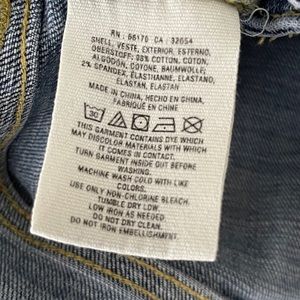 RN : 66170 CA : 32054
SHELL, VESTE, EXTERIOR, ESTERNO,
OBERSTOFF: 98% COTTON, COTON,
ALGODON, COTONE, BAUMWOLLE;
2% SPANDEX, ELASTHANNE, ELASTANO,
ELASTAN, ELASTAN
MADE IN CHINA, HECHO EN CHINA,
FABRIQUÉ EN CHINE
30
THIS GARMENT CONTAINS DYE WHICH
MAY DISCOLOR MATERIALS WITH WHICH
IT COMES IN CONTACT.
TURN GARMENT INSIDE OUT BEFORE
WASHING.
MACHINE WASH COLD WITH LIKE
COLORS.
USE ONLY NON-CHLORINE BLEACH.
TUMBLE DRY LOW.
LOW IRON AS NEEDED
DO NOT DRY CLEAN.
DO NOT IRON EMBELLISHMENT.